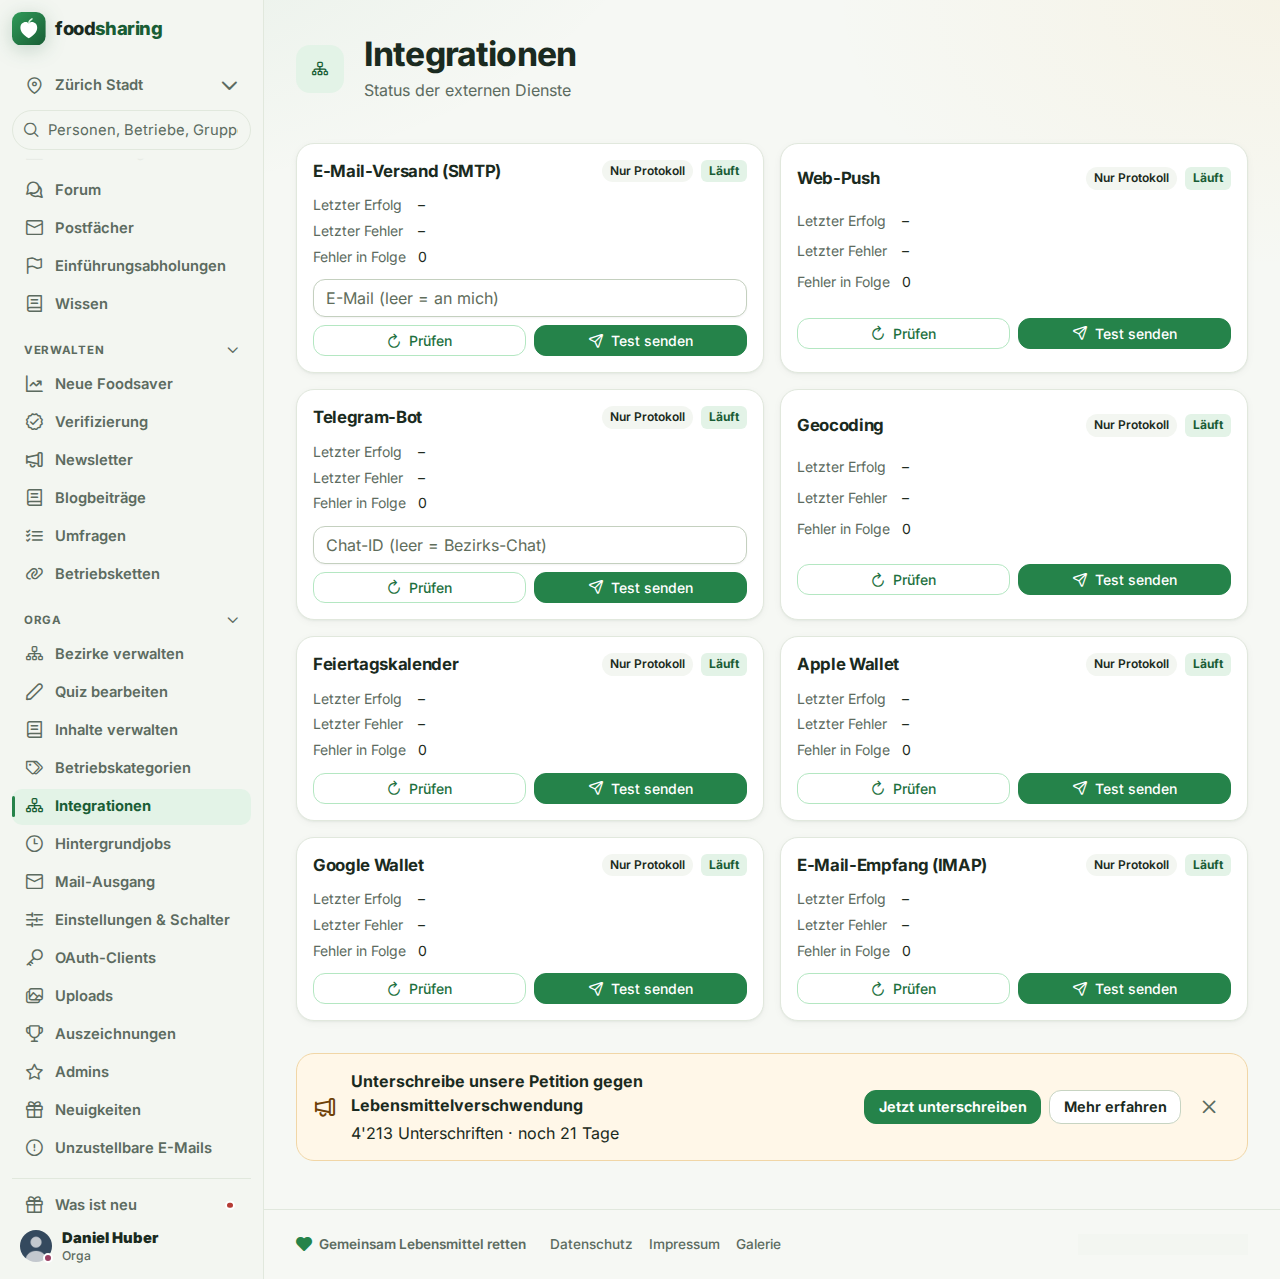 foodsharing
Zürich Stadt
Personen, Betriebe, Grupp
Forum
Postfächer
Einführungsabholungen
Wissen
VERWALTEN
Neue Foodsaver
Verifizierung
Newsletter
Blogbeiträge
Umfragen
Betriebsketten
ORGA
Bezirke verwalten
Quiz bearbeiten
Inhalte verwalten
Betriebskategorien
Integrationen
Hintergrundjobs
Mail-Ausgang
Einstellungen & Schalter
OAuth-Clients
Uploads
Auszeichnungen
Admins
Neuigkeiten
Unzustellbare E-Mails
Was ist neu
Daniel Huber
Orga
Integrationen
Status der externen Dienste
E-Mail-Versand (SMTP) Nur Protokoll Läuft
Letzter Erfolg –
Letzter Fehler –
Fehler in Folge 0
E-Mail (leer = an mich)
Prüfen Test senden
Web-Push Nur Protokoll Läuft
Letzter Erfolg –
Letzter Fehler –
Fehler in Folge 0
Prüfen Test senden
Telegram-Bot Nur Protokoll Läuft
Letzter Erfolg –
Letzter Fehler –
Fehler in Folge 0
Chat-ID (leer = Bezirks-Chat)
Prüfen Test senden
Geocoding Nur Protokoll Läuft
Letzter Erfolg –
Letzter Fehler –
Fehler in Folge 0
Prüfen Test senden
Feiertagskalender Nur Protokoll Läuft
Letzter Erfolg –
Letzter Fehler –
Fehler in Folge 0
Prüfen Test senden
Apple Wallet Nur Protokoll Läuft
Letzter Erfolg –
Letzter Fehler –
Fehler in Folge 0
Prüfen Test senden
Google Wallet Nur Protokoll Läuft
Letzter Erfolg –
Letzter Fehler –
Fehler in Folge 0
Prüfen Test senden
E-Mail-Empfang (IMAP) Nur Protokoll Läuft
Letzter Erfolg –
Letzter Fehler –
Fehler in Folge 0
Prüfen Test senden
Unterschreibe unsere Petition gegen
Lebensmittelverschwendung
4'213 Unterschriften · noch 21 Tage
Jetzt unterschreiben Mehr erfahren
Gemeinsam Lebensmittel retten Datenschutz Impressum Galerie